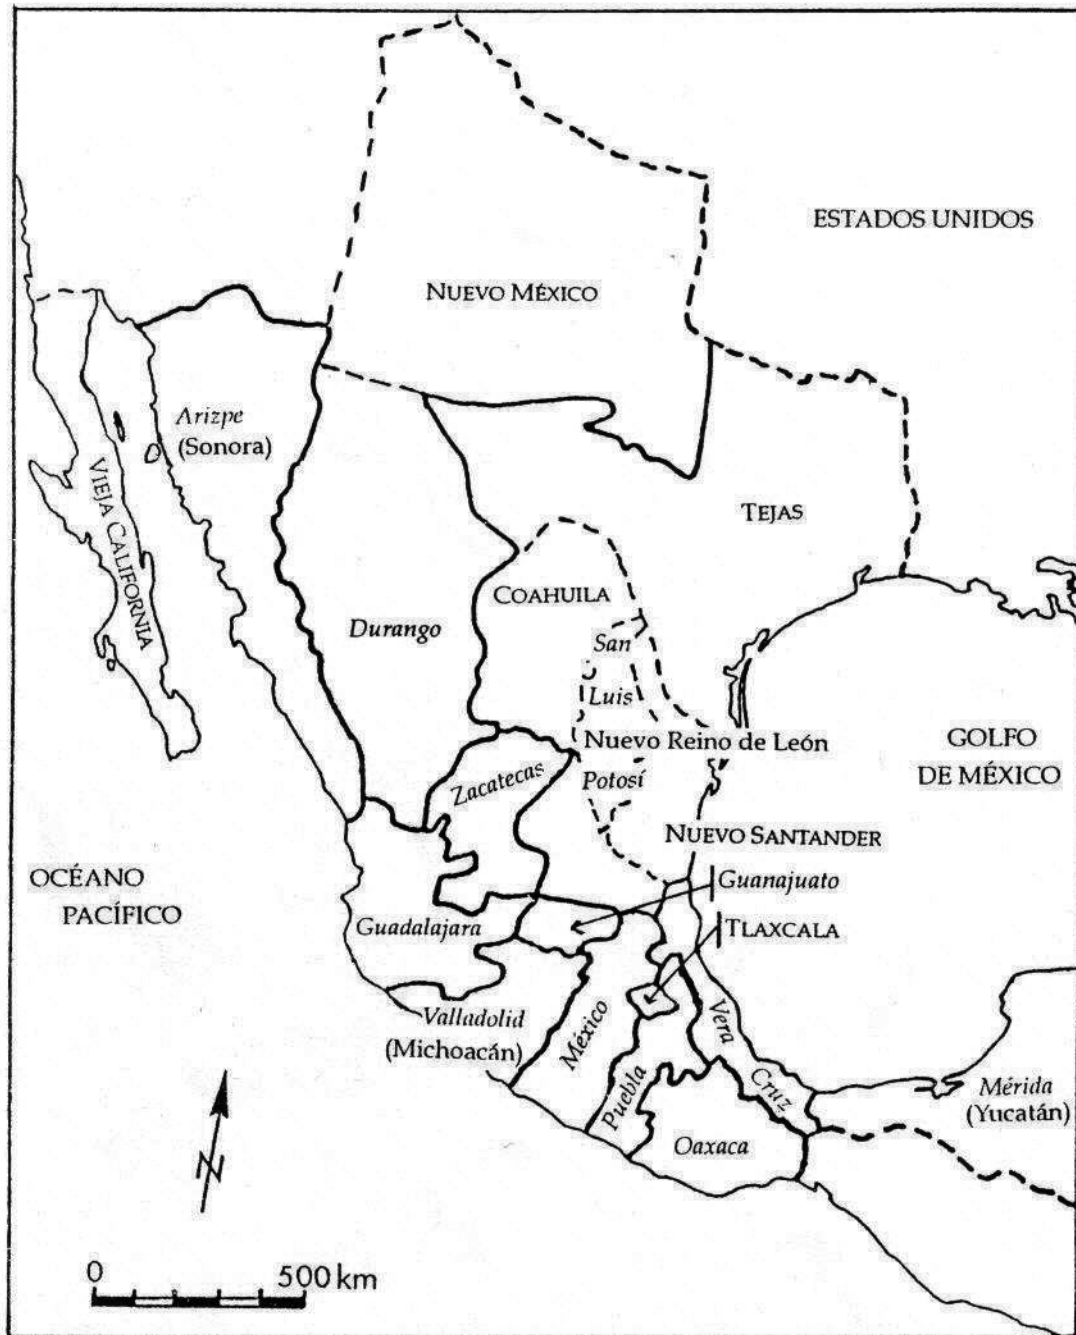 ESTADOS UNIDOS
NUEVO MÉXICO
Arizpe
(Sonora)
VIEJA CALIFORNIA
TEJAS
COAHUILA
Durango
San
Luis
Nuevo Reino de León
Potosí
GOLFO
DE MÉXICO
Zacatecas
NUEVO SANTANDER
OCÉANO
PACÍFICO
Guanajuato
Guadalajara
TLAXCALA
Valladolid
(Michoacán)
México
Vera
Cruz
Puebla
Oaxaca
Mérida
(Yucatán)
N
0 500 km